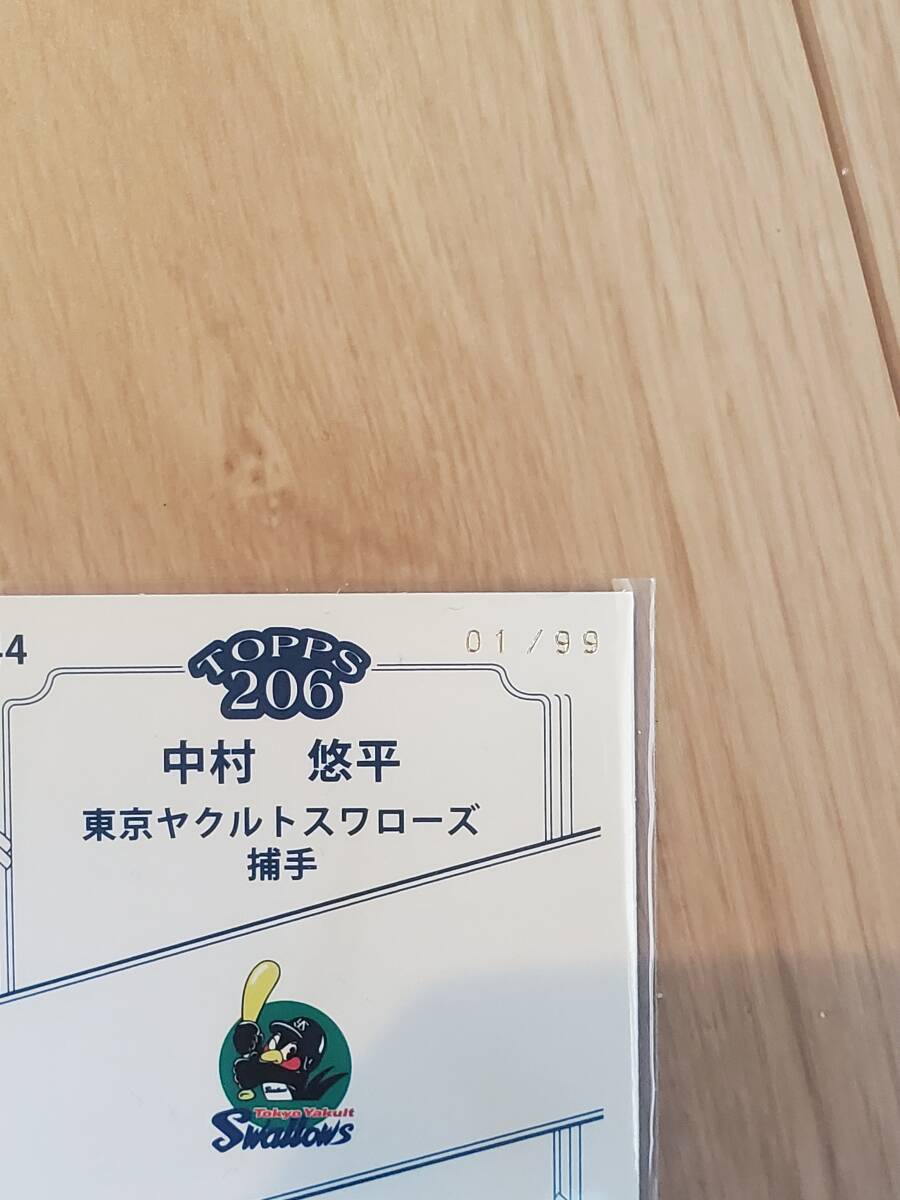 -4
01/99
TOPPS
206
中村 悠平
東京ヤクルトスワローズ
捕手
Tokyo Yakult
Swallows